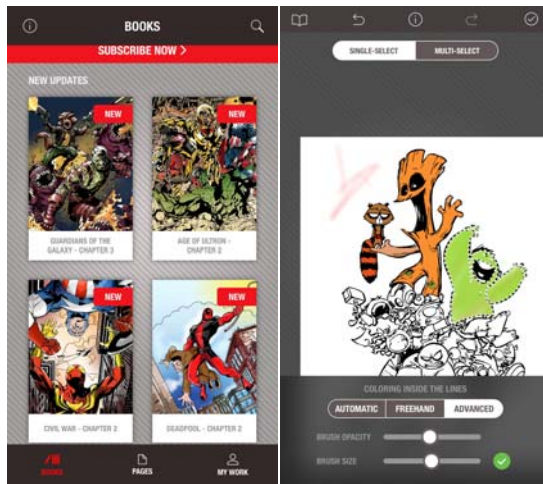 BOOKS
SUBSCRIBE NOW >
NEW UPDATES
NEW
NEW
GUARDIANS OF THE
GALAXY - CHAPTER 3
AGE OF ULTRON -
CHAPTER 2
NEW
NEW
CIVIL WAR - CHAPTER 2
DEADPOOL - CHAPTER 2
BOOKS
PAGES
MY WORK
SINGLE-SELECT
MULTI-SELECT
COLORING INSIDE THE LINES
AUTOMATIC
FREEHAND
ADVANCED
BRUSH OPACITY
BRUSH SIZE